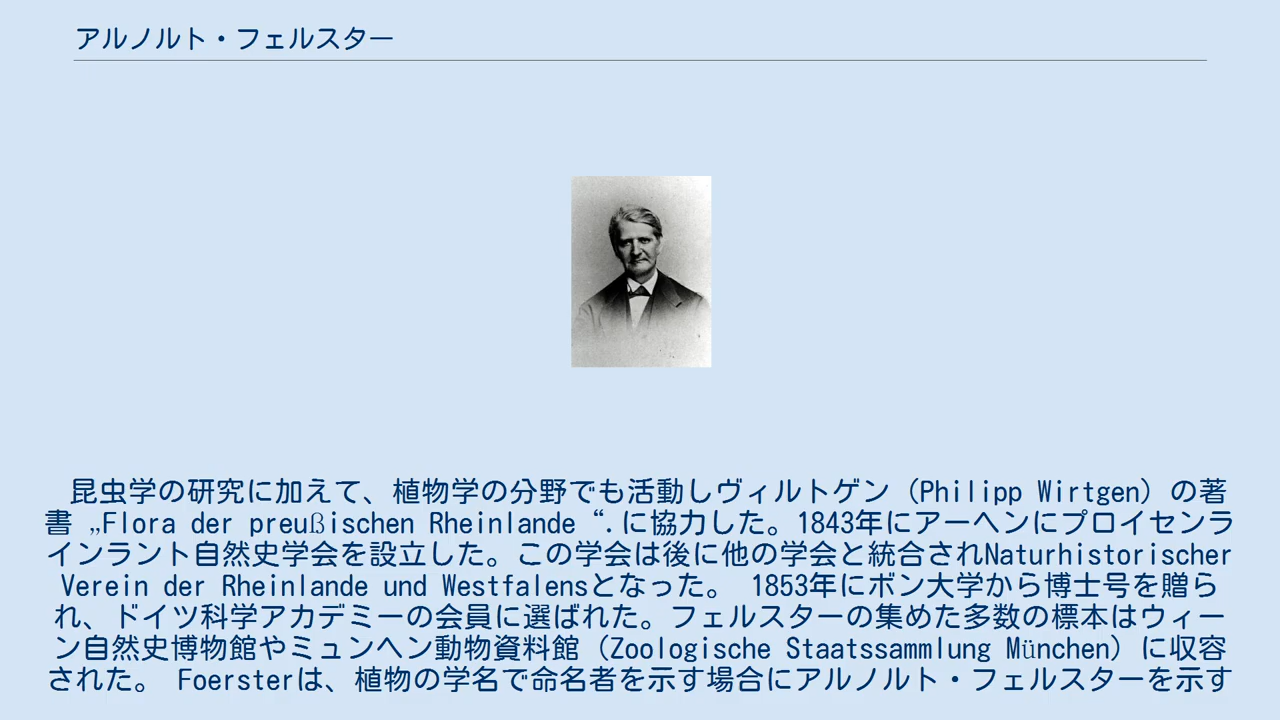 アルノルト・フェルスター
昆虫学の研究に加えて、植物学の分野でも活動しヴィルトゲン（Philipp Wirtgen）の著
書 „Flora der preußischen Rheinlande “.に協力した。1843年にアーヘンにプロイセンラ
インラント自然史学会を設立した。この学会は後に他の学会と統合されNaturhistorischer
Verein der Rheinlande und Westfalensとなった。 1853年にボン大学から博士号を贈ら
れ、ドイツ科学アカデミーの会員に選ばれた。フェルスターの集めた多数の標本はウィー
ン自然史博物館やミュンヘン動物資料館（Zoologische Staatssammlung München）に収容
された。 Foersterは、植物の学名で命名者を示す場合にアルノルト・フェルスターを示す